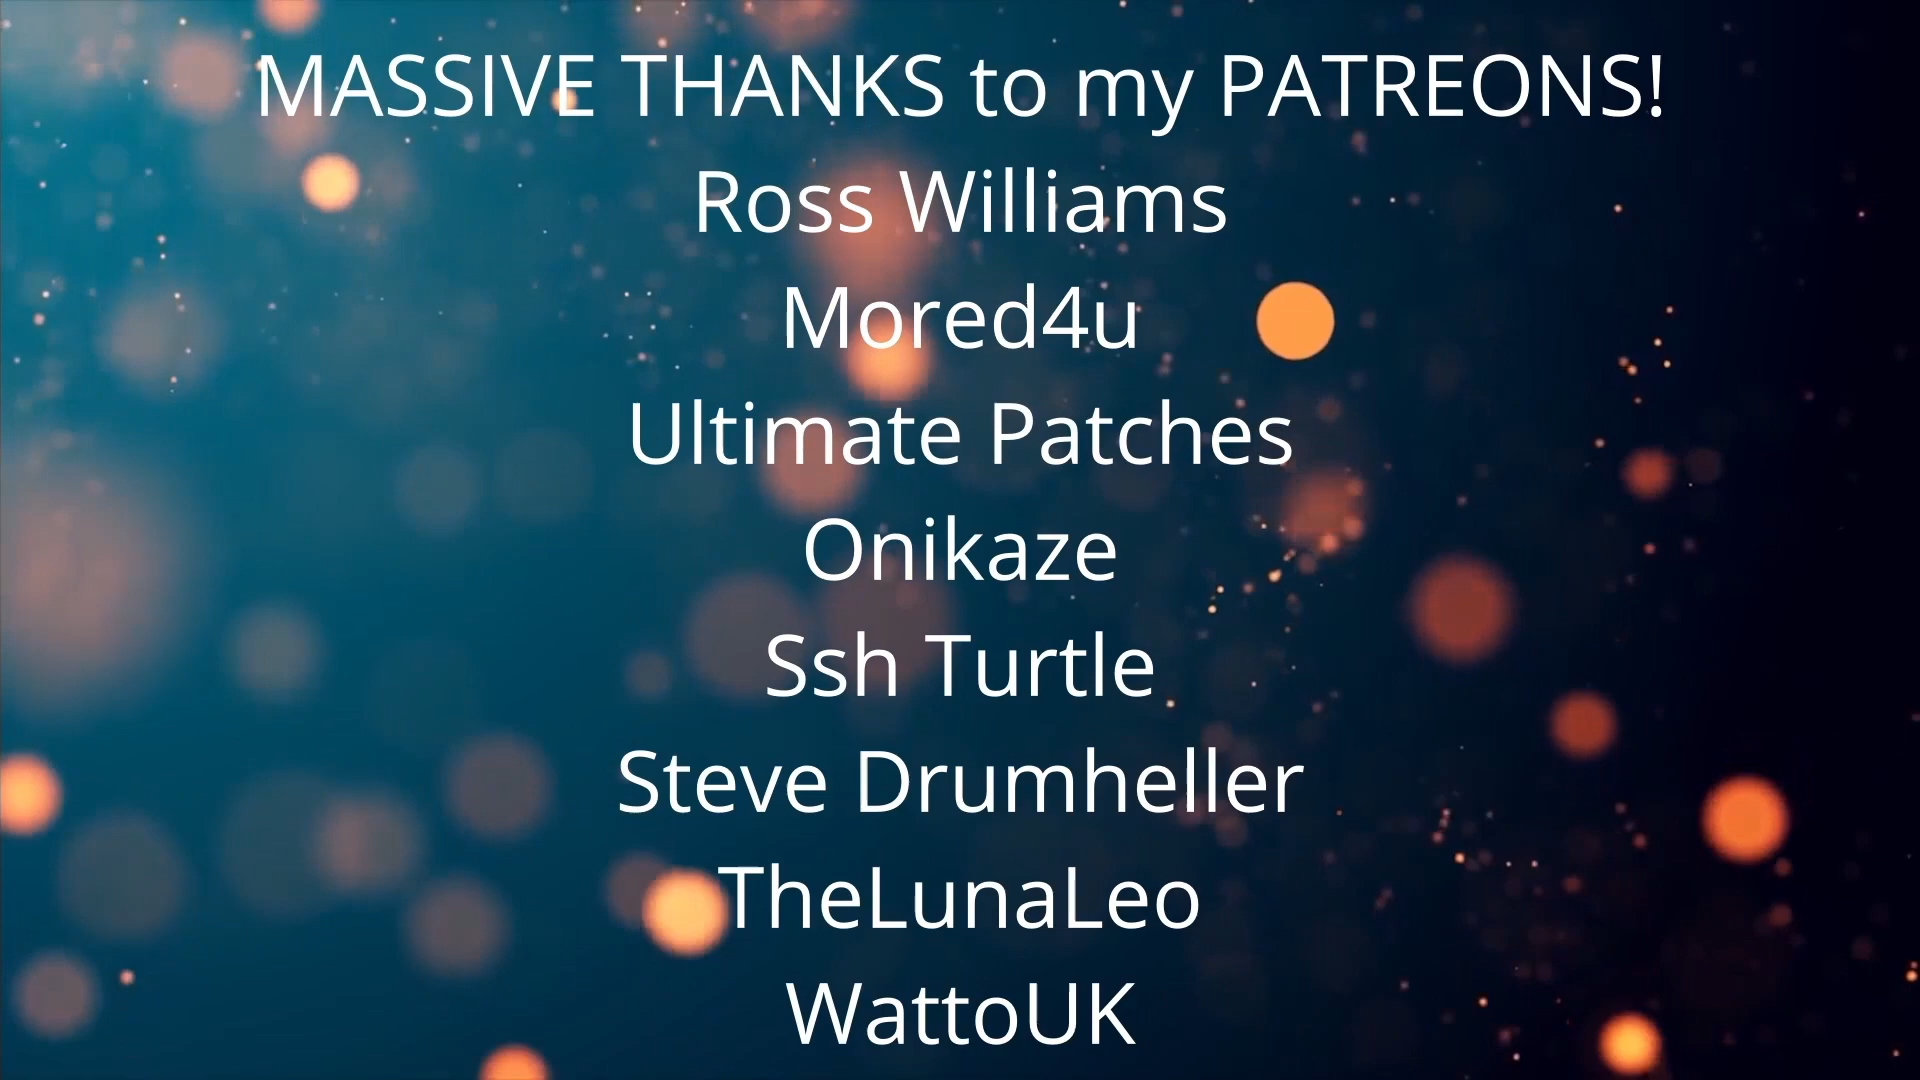 MASSIVE THANKS to my PATREONS!
Ross Williams
Mored4u
Ultimate Patches
Onikaze
Ssh Turtle
Steve Drumheller
TheLunaLeo
WattoUK